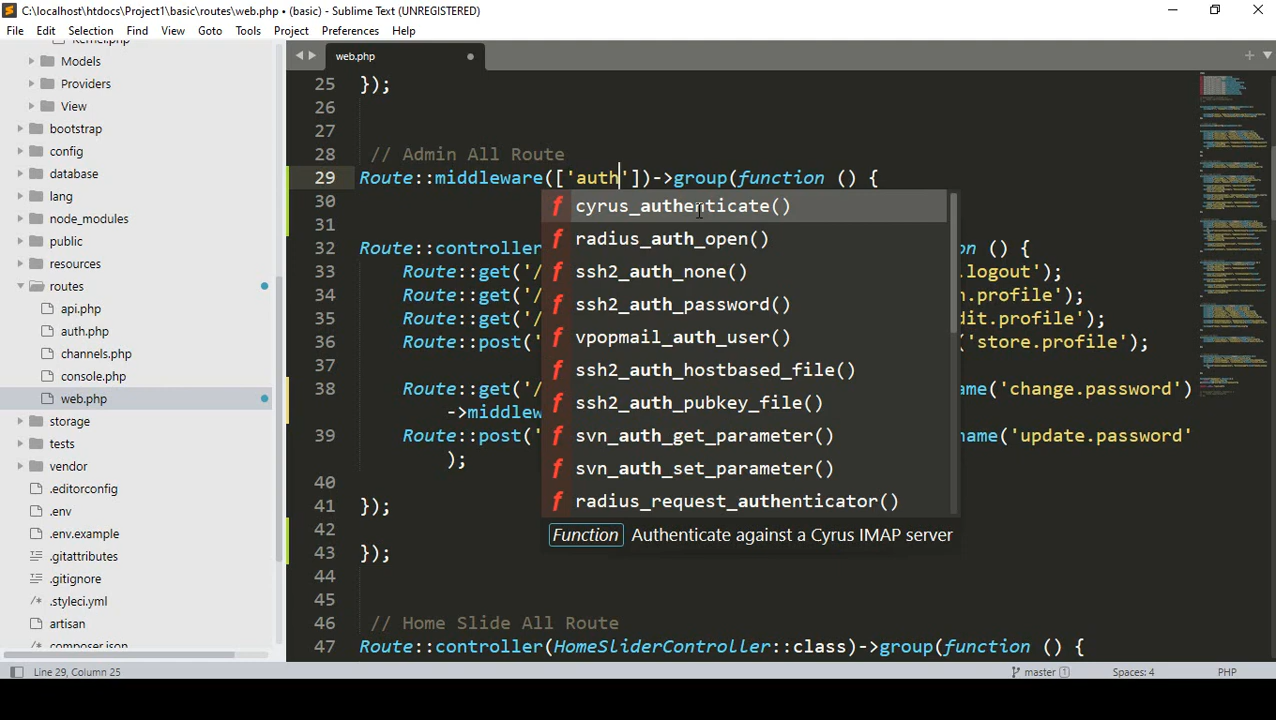 C:\localhost\htdocs\Project1\basic\routes\web.php • (basic) - Sublime Text (UNREGISTERED)
File Edit Selection Find View Goto Tools Project Preferences Help
Kernel.php
Models
Providers
View
bootstrap
config
database
lang
node_modules
public
resources
routes
api.php
auth.php
channels.php
console.php
web.php
storage
tests
vendor
.editorconfig
.env
.env.example
.gitattributes
.gitignore
.styleci.yml
artisan
composer.json
web.php
25 });
26
27
28 // Admin All Route
29 Route::middleware(['auth'])->group(function () {
30
31
32 Route::controller on () {
33 Route::get('/ .logout');
34 Route::get('/ n.profile');
35 Route::get('/ dit.profile');
36 Route::post(' ('store.profile');
37
38 Route::get('/ name('change.password')
->middlew
39 Route::post(' name('update.password'
);
40
41 });
42
43 });
44
45
46 // Home Slide All Route
47 Route::controller(HomeSliderController::class)->group(function () {
f cyrus_authenticate()
f radius_auth_open()
f ssh2_auth_none()
f ssh2_auth_password()
f vpopmail_auth_user()
f ssh2_auth_hostbased_file()
f ssh2_auth_pubkey_file()
f svn_auth_get_parameter()
f svn_auth_set_parameter()
f radius_request_authenticator()
Function Authenticate against a Cyrus IMAP server
Line 29, Column 25
master 1
Spaces: 4
PHP